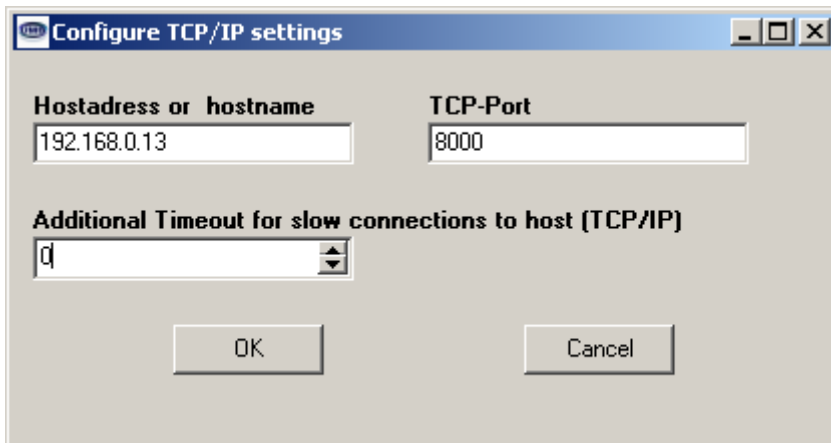 Configure TCP/IP settings
Hostadress or hostname TCP-Port
192.168.0.13 8000
Additional Timeout for slow connections to host (TCP/IP)
0
OK Cancel